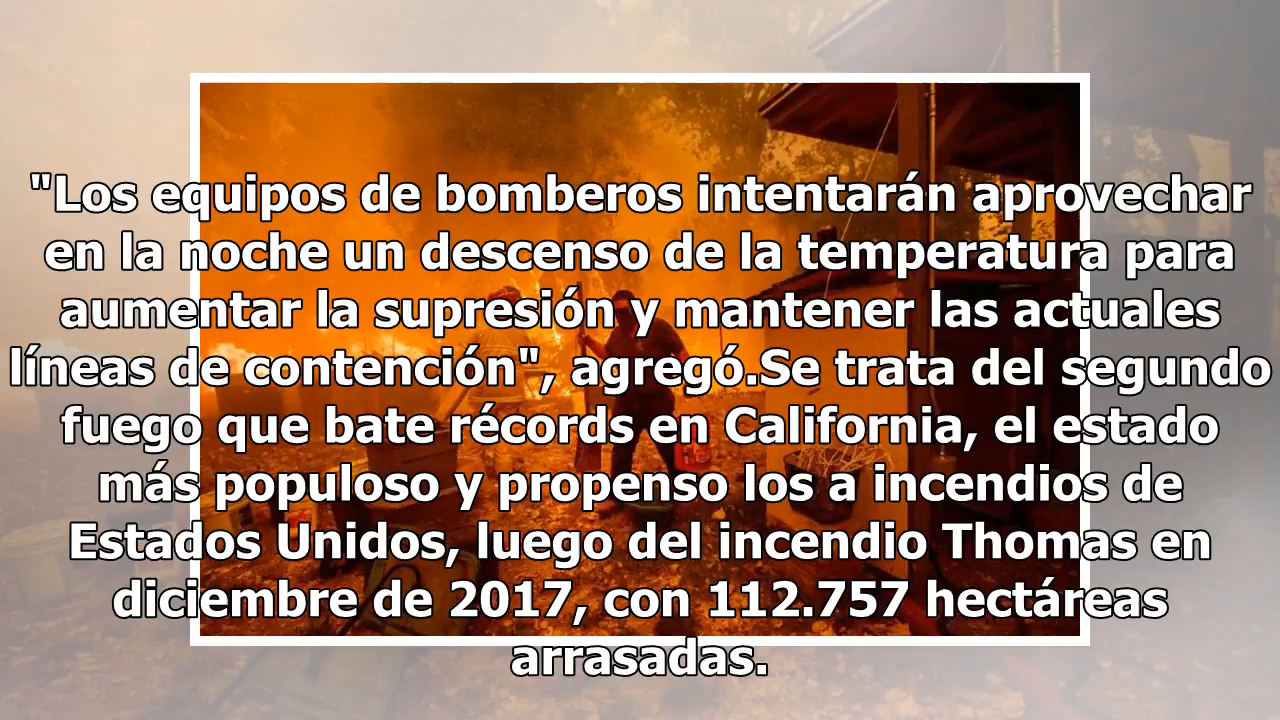 "Los equipos de bomberos intentarán aprovechar
en la noche un descenso de la temperatura para
aumentar la supresión y mantener las actuales
líneas de contención", agregó.Se trata del segundo
fuego que bate récords en California, el estado
más populoso y propenso los a incendios de
Estados Unidos, luego del incendio Thomas en
diciembre de 2017, con 112.757 hectáreas
arrasadas.